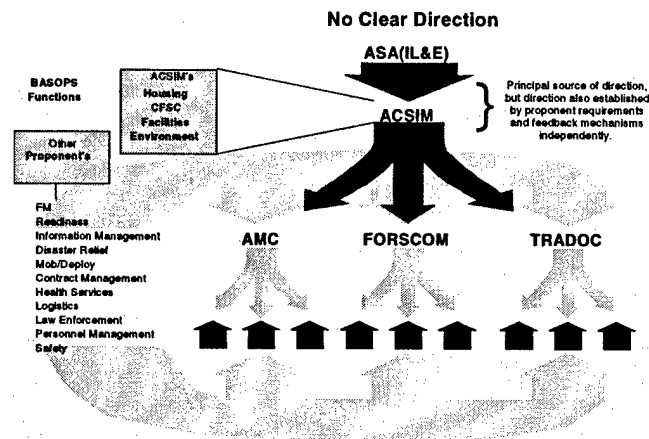 No Clear Direction
ASA(IL&E)
BASOPS
Functions
ACSIM's
Housing
CFSC
Facilities
Environment
ACSIM
Principal source of direction,
but direction also established
by proponent requirements
and feedback mechanisms
independently.
Other
Proponent's
FM
Readiness
Information Management
Disaster Relief
Mob/Deploy
Contract Management
Health Services
Logistics
Law Enforcement
Personnel Management
Safety
AMC
FORSCOM
TRADOC